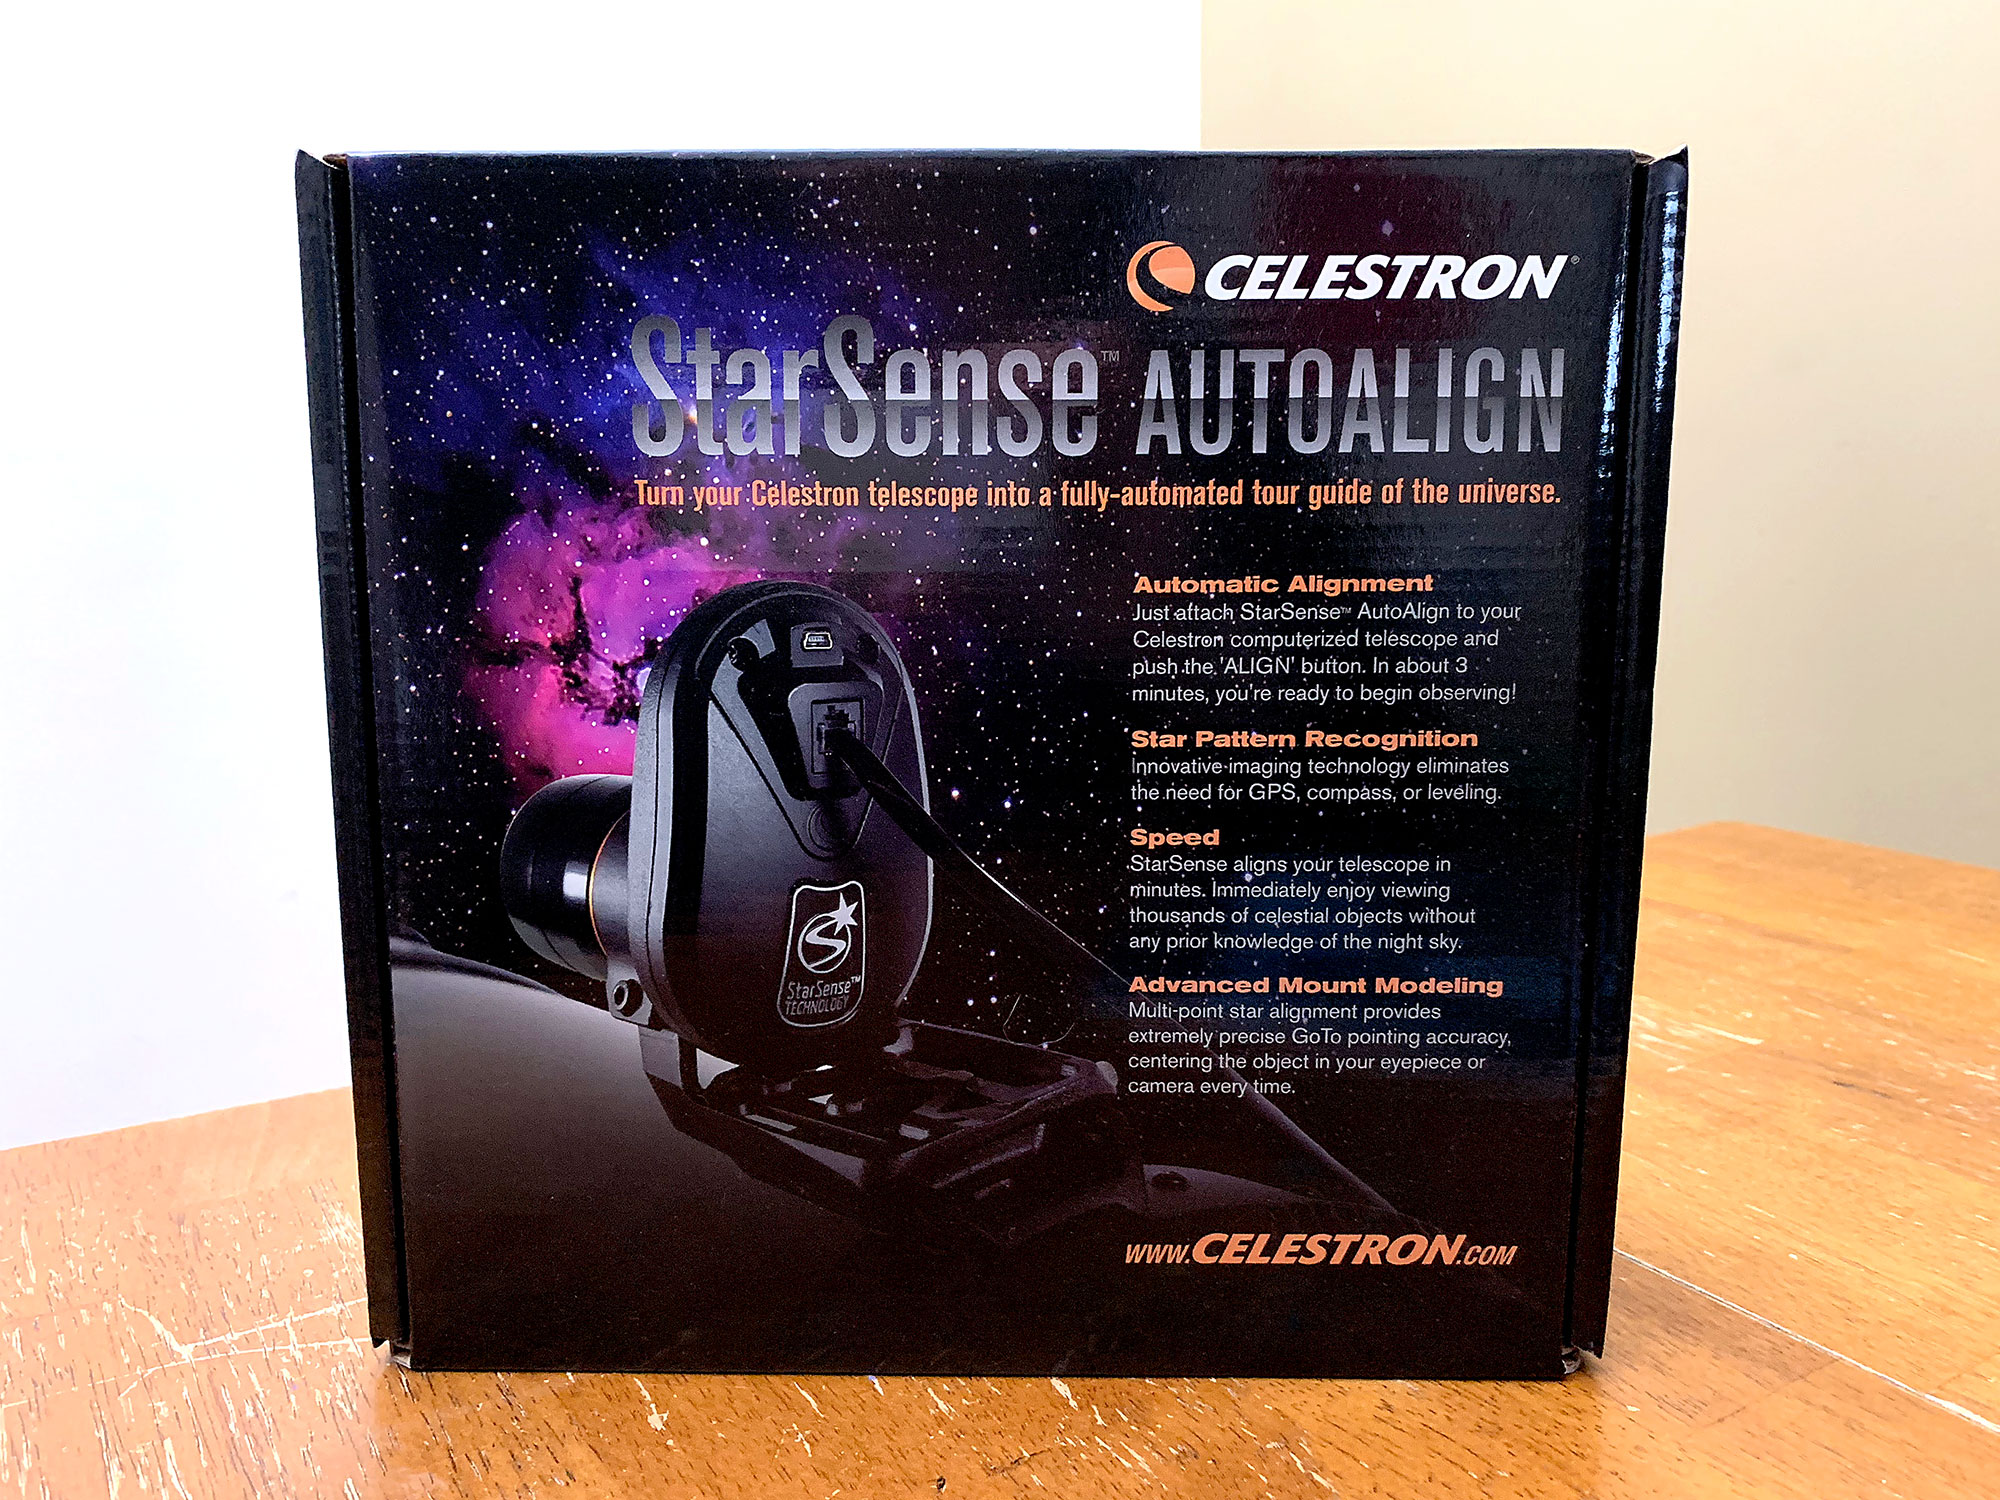 CELESTRON®
StarSense™ AUTOALIGN
Turn your Celestron telescope into a fully-automated tour guide of the universe.
Automatic Alignment
Just attach StarSense™ AutoAlign to your
Celestron computerized telescope and
push the 'ALIGN' button. In about 3
minutes, you're ready to begin observing!
Star Pattern Recognition
Innovative imaging technology eliminates
the need for GPS, compass, or leveling.
Speed
StarSense aligns your telescope in
minutes. Immediately enjoy viewing
thousands of celestial objects without
any prior knowledge of the night sky.
Advanced Mount Modeling
Multi-point star alignment provides
extremely precise GoTo pointing accuracy,
centering the object in your eyepiece or
camera every time.
S
StarSense™
TECHNOLOGY
www.CELESTRON.com